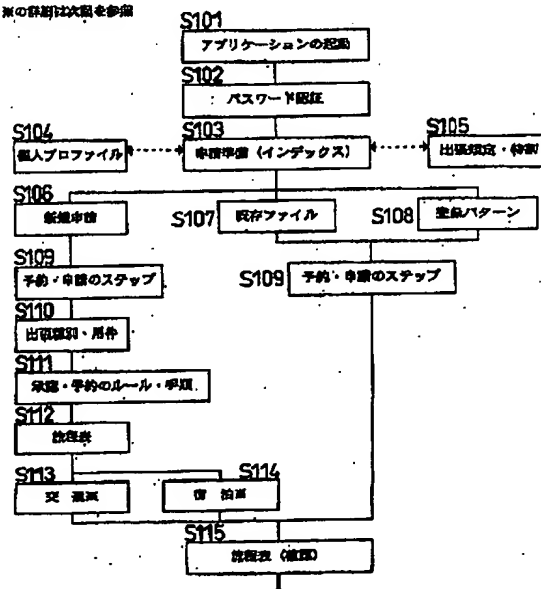 ※の詳細は次図を参照
S101
アプリケーションの起動
S102
パスワード認証
S104
個人プロファイル
S103
申請準備（インデックス）
S105
出張規定・特記
S106
新規申請
S107
既存ファイル
S108
登録パターン
S109
予約・申請のステップ
S109
予約・申請のステップ
S110
出張種別、用件
S111
承認・予約のルール・手順
S112
旅程表
S113
交通※
S114
宿泊※
S115
旅程表（確認）